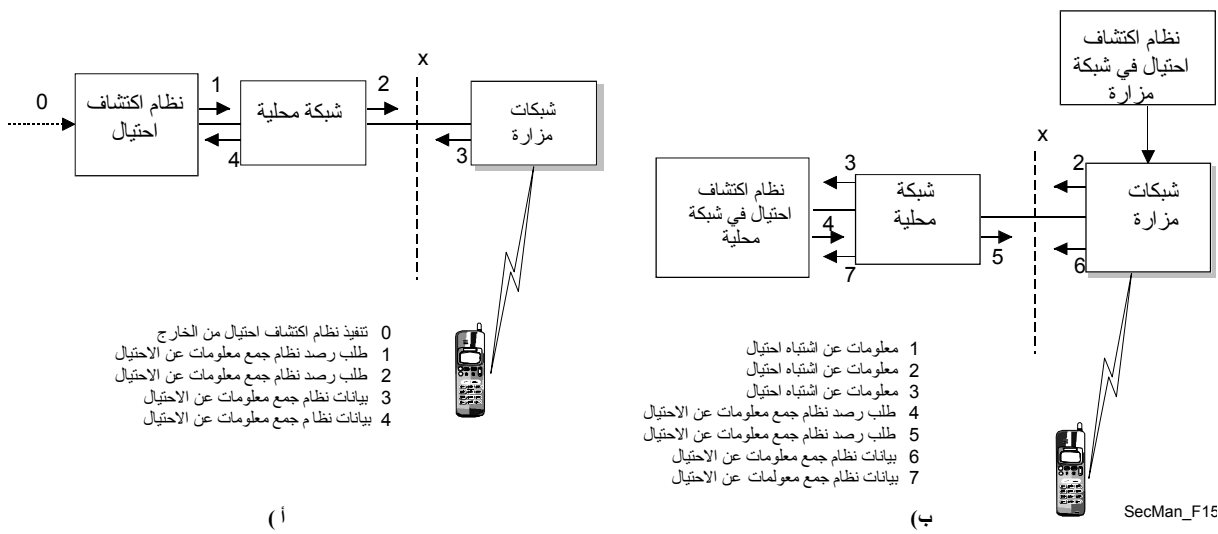 0
نظام اكتشاف
احتيال
1
4
شبكة محلية
2
x
3
شبكات
مزارة
0 تنفيذ نظام اكتشاف احتيال من الخارج
1 طلب رصد نظام جمع معلومات عن الاحتيال
2 طلب رصد نظام جمع معلومات عن الاحتيال
3 بيانات نظام جمع معلومات عن الاحتيال
4 بيانات نظا م جمع معلومات عن الاحتيال
أ )
نظام اكتشاف
احتيال في شبكة
مزارة
x
2
شبكات
مزارة
6
شبكة
محلية
5
3
4
7
نظام اكتشاف
احتيال في شبكة
محلية
1 معلومات عن اشتباه احتيال
2 معلومات عن اشتباه احتيال
3 معلومات عن اشتباه احتيال
4 طلب رصد نظام جمع معلومات عن الاحتيال
5 طلب رصد نظام جمع معلومات عن الاحتيال
6 بيانات نظام جمع معلومات عن الاحتيال
7 بيانات نظام جمع معولمات عن الاحتيال
ب)
SecMan_F15